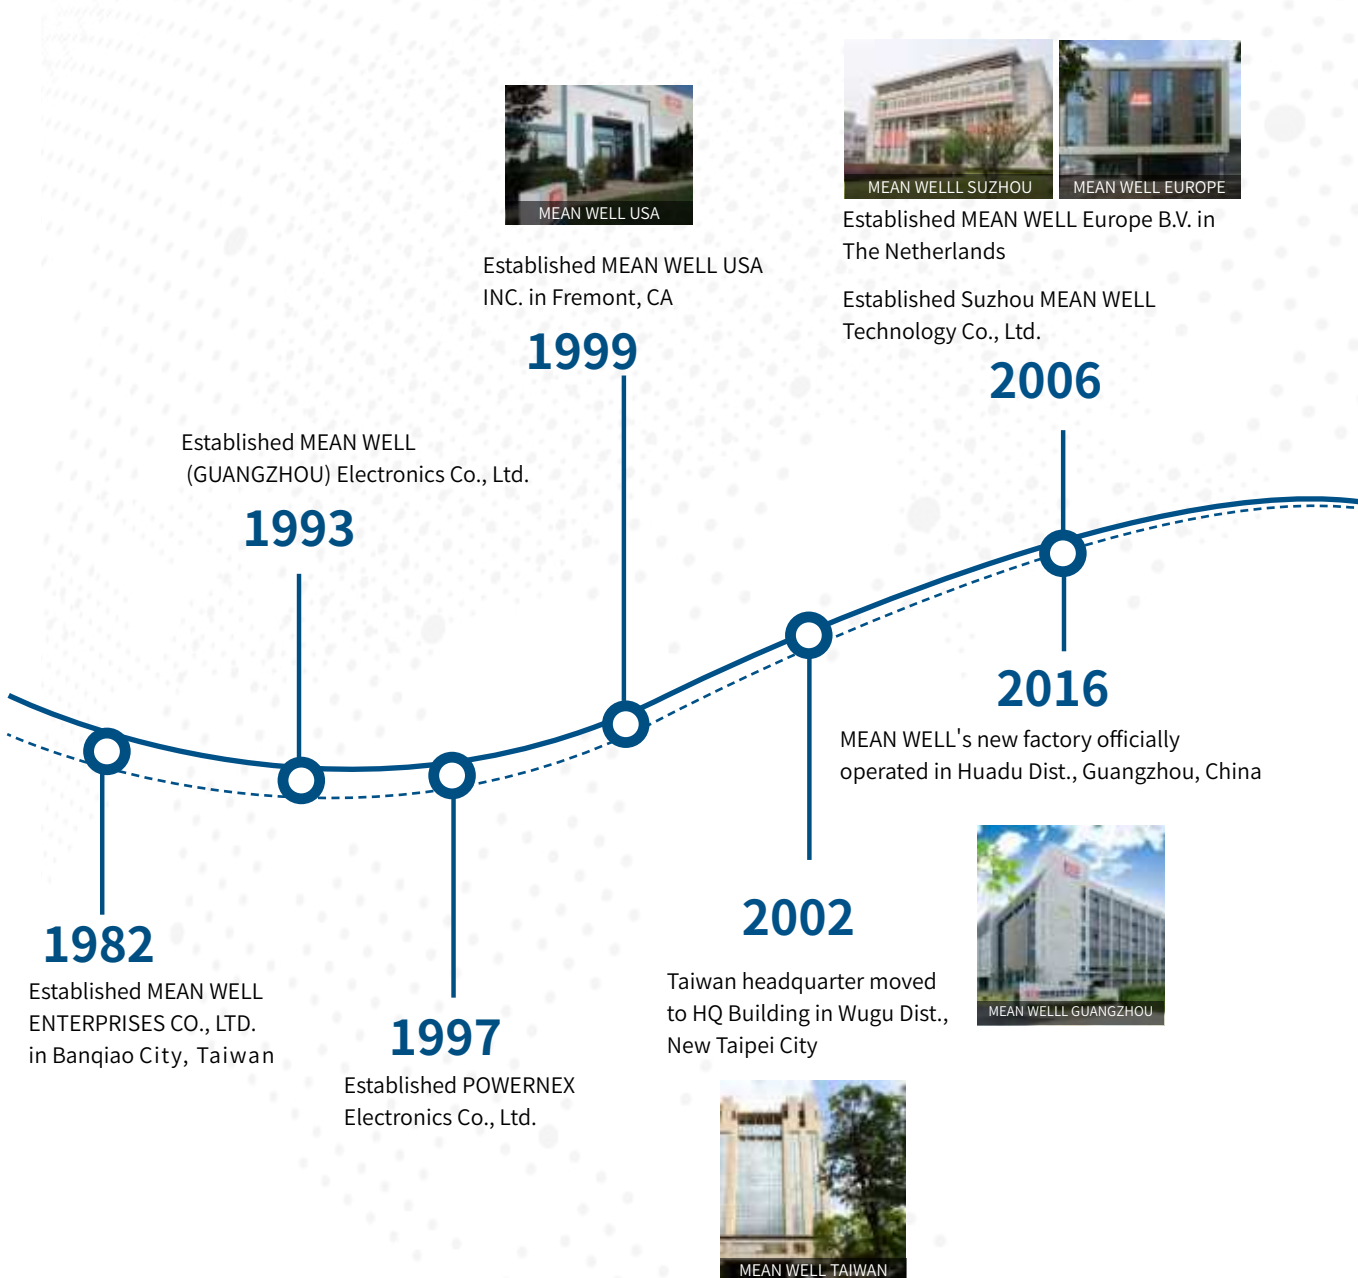 MEAN WELL USA
Established MEAN WELL USA
INC. in Fremont, CA
1999
MEAN WELLL SUZHOU
MEAN WELL EUROPE
Established MEAN WELL Europe B.V. in
The Netherlands
Established Suzhou MEAN WELL
Technology Co., Ltd.
2006
Established MEAN WELL
(GUANGZHOU) Electronics Co., Ltd.
1993
1982
Established MEAN WELL
ENTERPRISES CO., LTD.
in Banqiao City, Taiwan
1997
Established POWERNEX
Electronics Co., Ltd.
2002
Taiwan headquarter moved
to HQ Building in Wugu Dist.,
New Taipei City
MEAN WELL TAIWAN
2016
MEAN WELL's new factory officially
operated in Huadu Dist., Guangzhou, China
MEAN WELLL GUANGZHOU